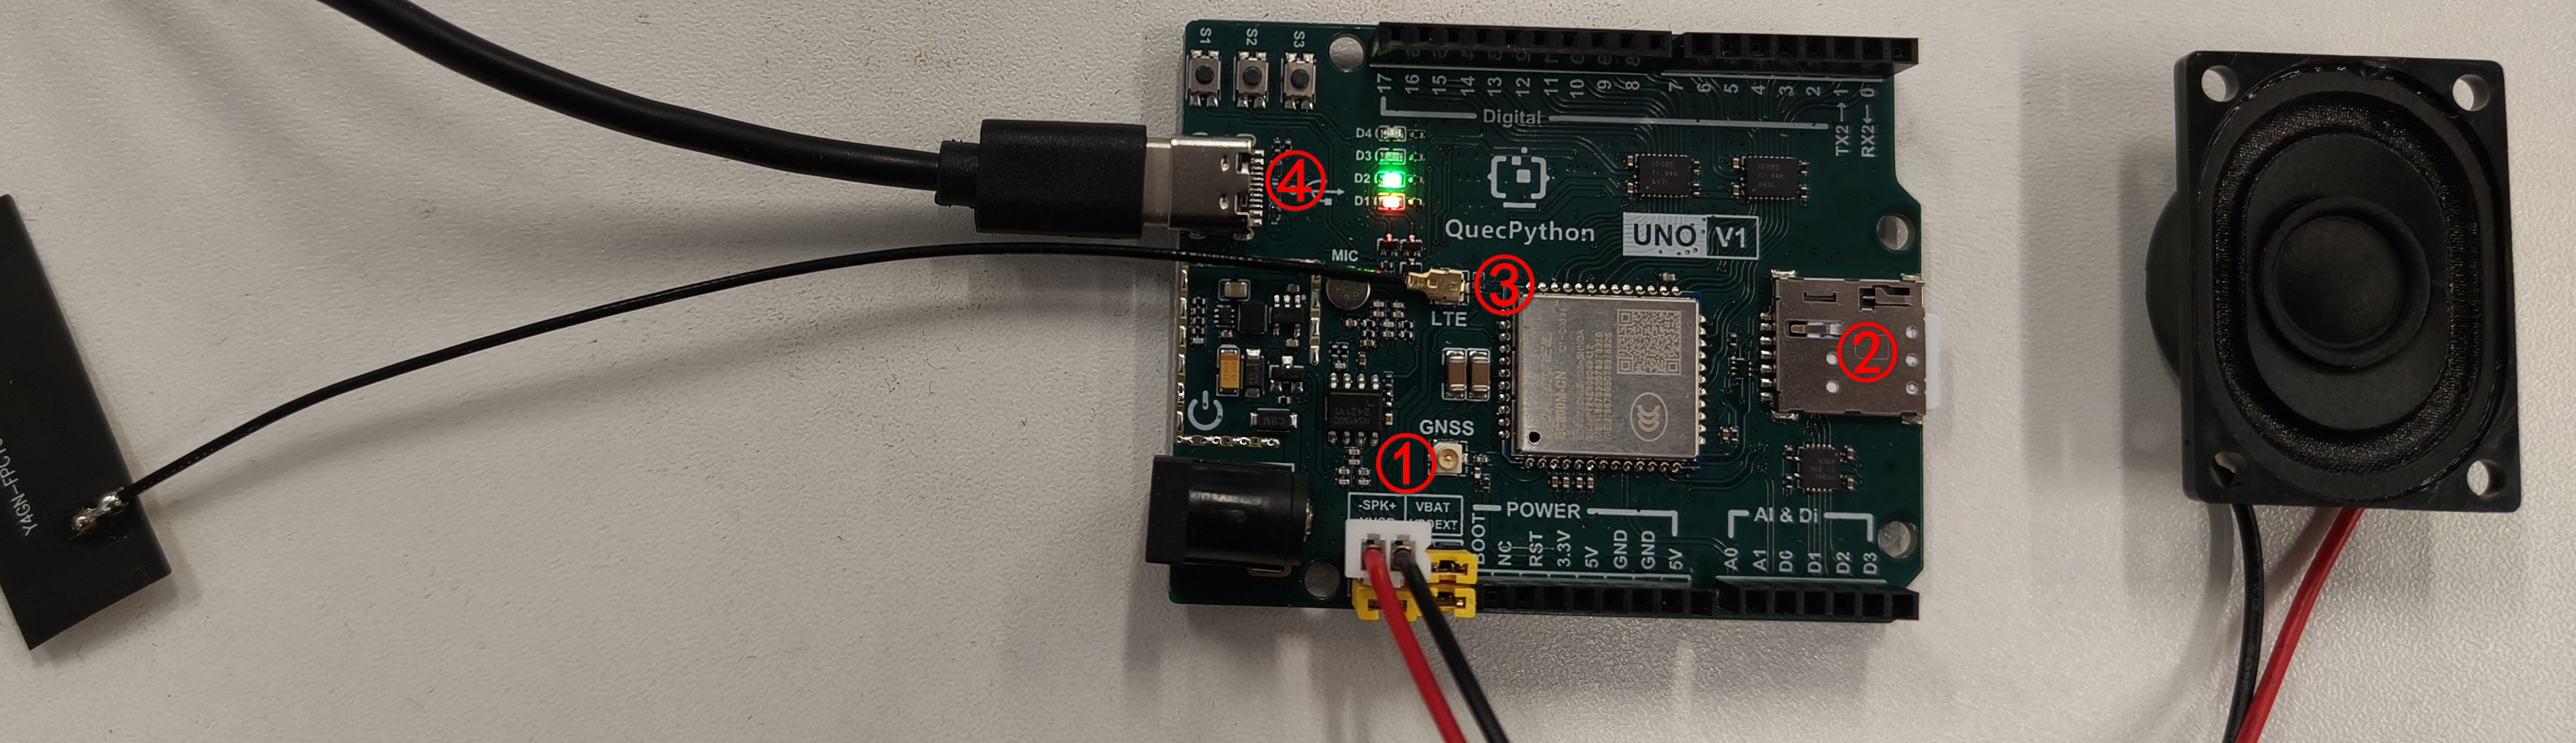 S1
S2
S3
17
16
15
14
13
12
11
10
9
8
7
6
5
4
3
2
TX2→1
RX2←0
Digital
D4
D3
D2
D1
④
QuecPython
UNO V1
MIC
③
LTE
②
GNSS
①
-SPK+
VBAT
BOOT
POWER
NC
RST
3.3V
5V
GND
GND
5V
AI & Di
A0
A1
D0
D1
D2
D3